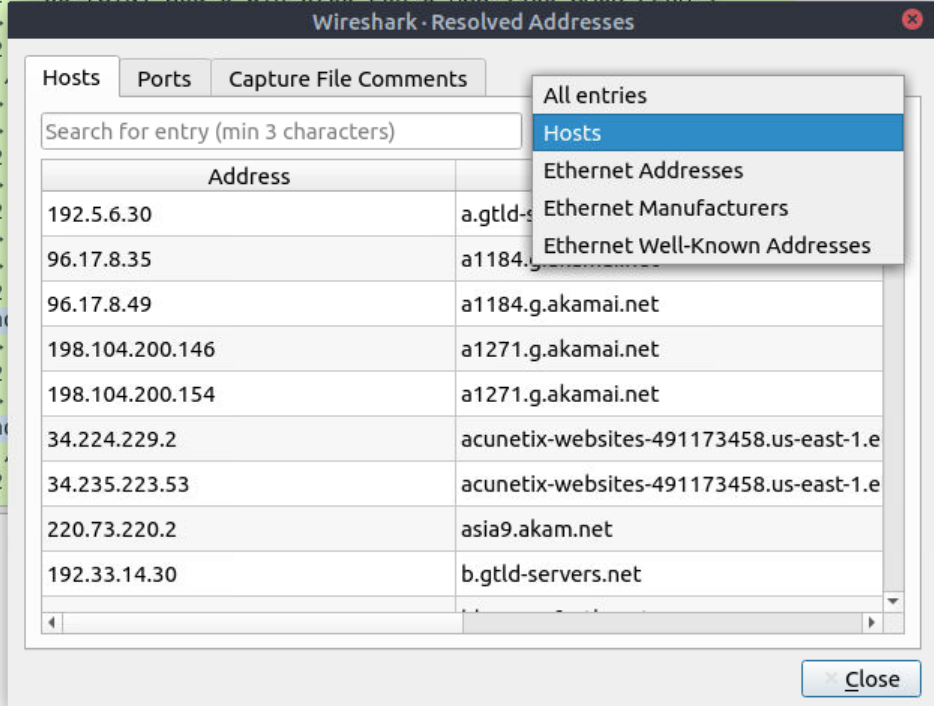 Wireshark · Resolved Addresses
Hosts Ports Capture File Comments
All entries
Search for entry (min 3 characters) Hosts
Address Ethernet Addresses
192.5.6.30 a.gtld-s Ethernet Manufacturers
Ethernet Well-Known Addresses
96.17.8.35 a1184.g.akamai.net
96.17.8.49 a1184.g.akamai.net
198.104.200.146 a1271.g.akamai.net
198.104.200.154 a1271.g.akamai.net
34.224.229.2 acunetix-websites-491173458.us-east-1.e
34.235.223.53 acunetix-websites-491173458.us-east-1.e
220.73.220.2 asia9.akam.net
192.33.14.30 b.gtld-servers.net
Close